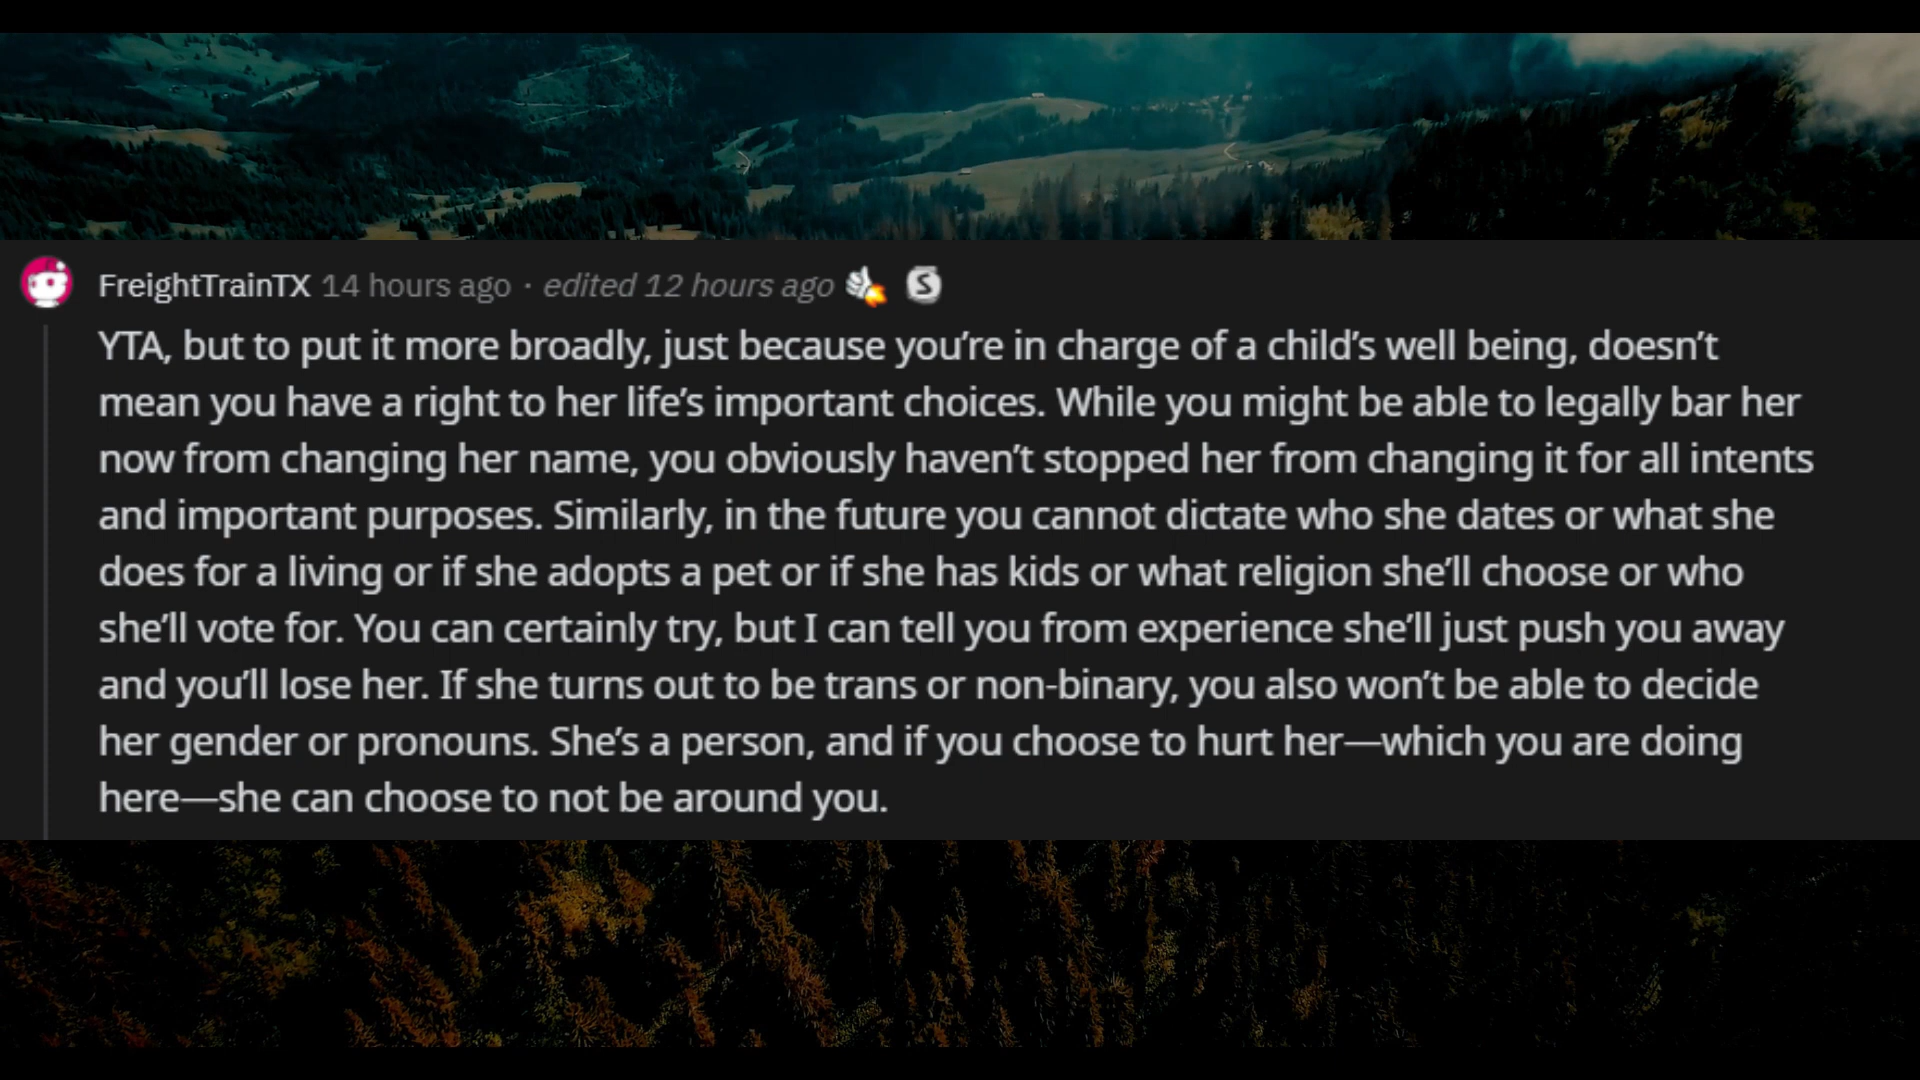 FreightTrainTX 14 hours ago · edited 12 hours ago
YTA, but to put it more broadly, just because you’re in charge of a child’s well being, doesn’t
mean you have a right to her life’s important choices. While you might be able to legally bar her
now from changing her name, you obviously haven’t stopped her from changing it for all intents
and important purposes. Similarly, in the future you cannot dictate who she dates or what she
does for a living or if she adopts a pet or if she has kids or what religion she’ll choose or who
she’ll vote for. You can certainly try, but I can tell you from experience she’ll just push you away
and you’ll lose her. If she turns out to be trans or non-binary, you also won’t be able to decide
her gender or pronouns. She’s a person, and if you choose to hurt her—which you are doing
here—she can choose to not be around you.